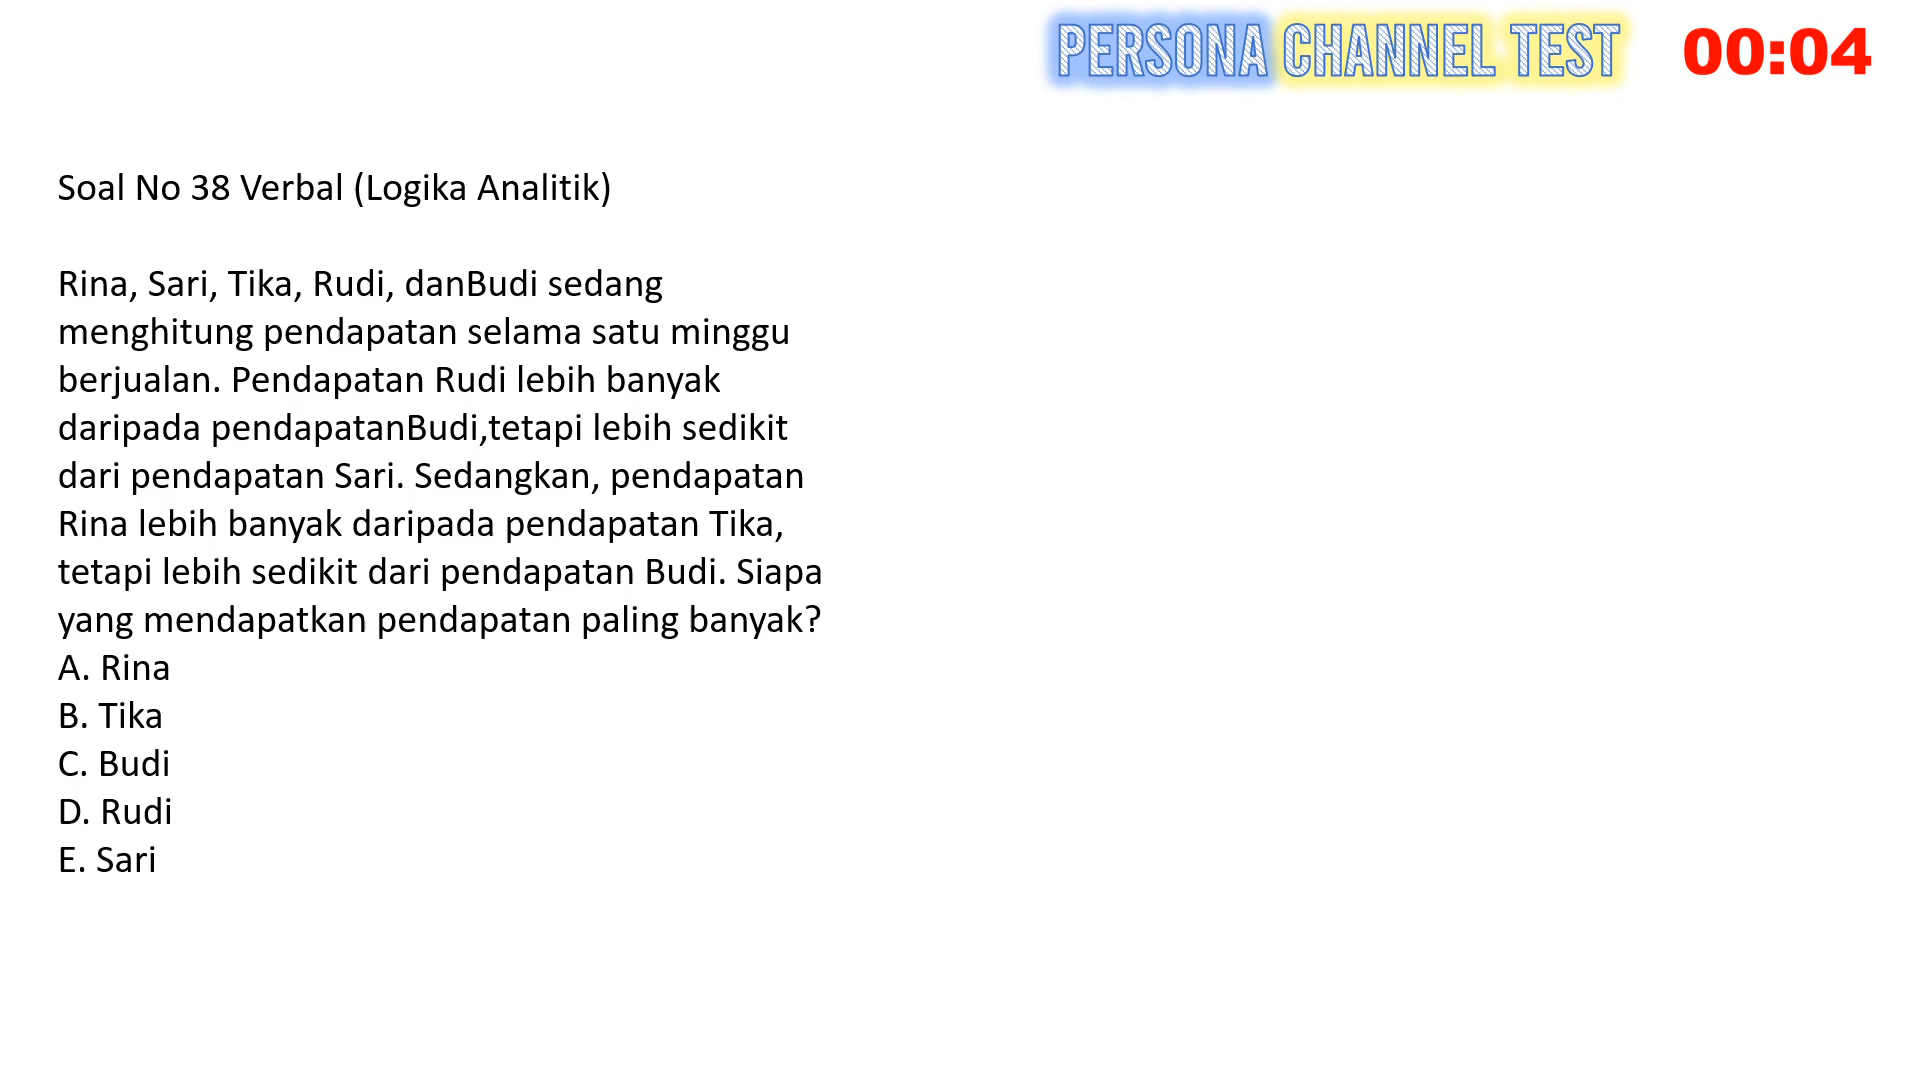 PERSONA CHANNEL TEST 00:04
Soal No 38 Verbal (Logika Analitik)
Rina, Sari, Tika, Rudi, danBudi sedang
menghitung pendapatan selama satu minggu
berjualan. Pendapatan Rudi lebih banyak
daripada pendapatanBudi,tetapi lebih sedikit
dari pendapatan Sari. Sedangkan, pendapatan
Rina lebih banyak daripada pendapatan Tika,
tetapi lebih sedikit dari pendapatan Budi. Siapa
yang mendapatkan pendapatan paling banyak?
A. Rina
B. Tika
C. Budi
D. Rudi
E. Sari